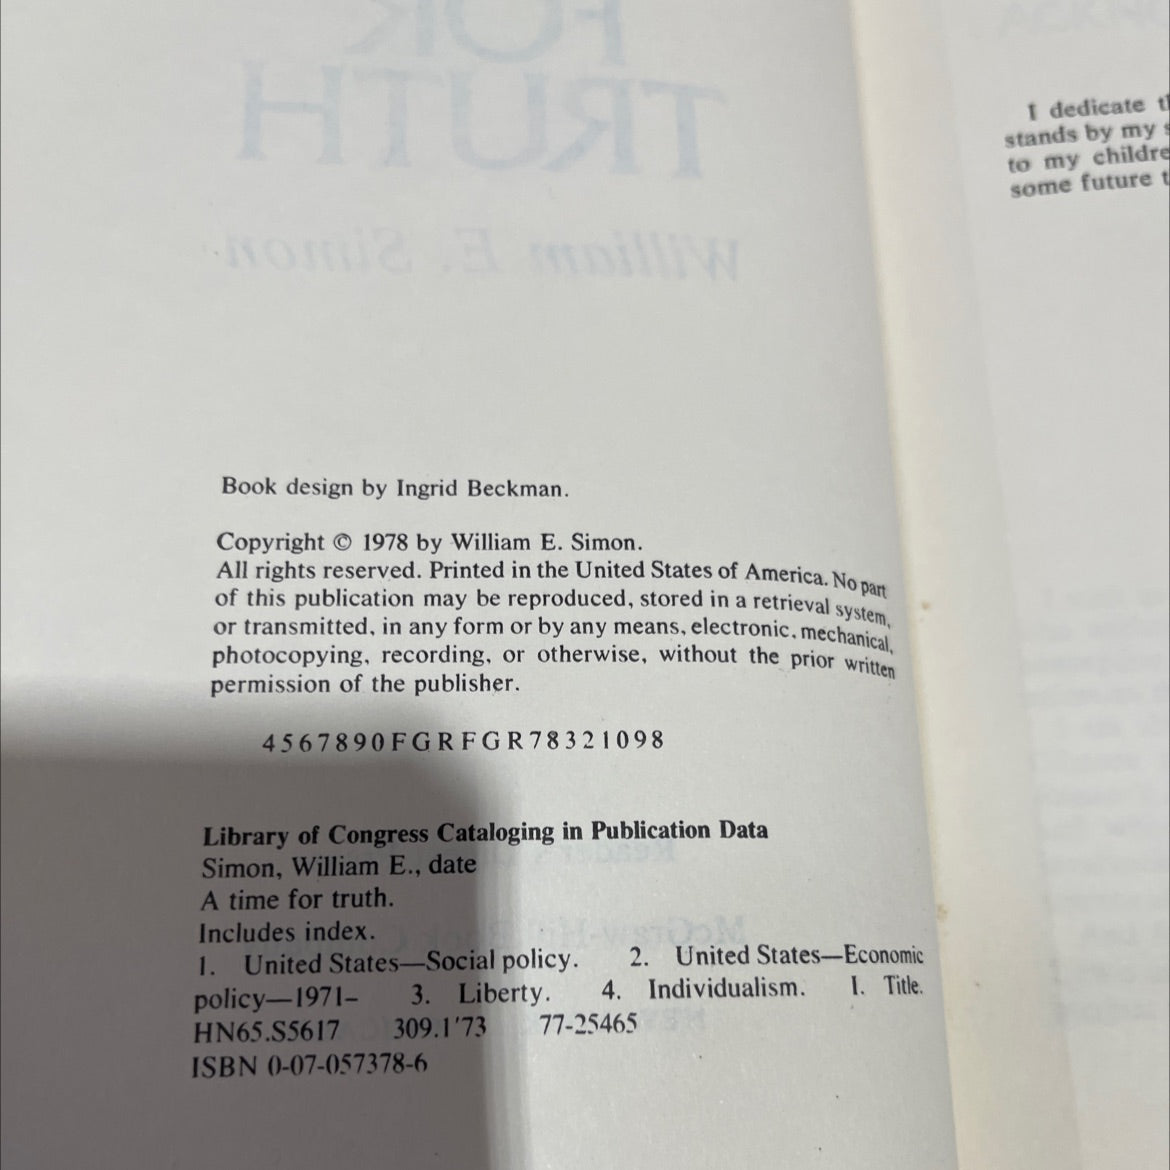 I dedicate
stands by my
to my
some future
Book design by Ingrid Beckman.
Copyright © 1978 by William E. Simon.
All rights reserved. Printed in the United States of America. No part
of this publication may be reproduced, stored in a retrieval system,
or transmitted, in any form or by any means, electronic, mechanical,
photocopying, recording, or otherwise, without the prior written
permission of the publisher.
4567890FGRFGR78321098
Library of Congress Cataloging in Publication Data
Simon, William E., date
A time for truth.
Includes index.
1. United States—Social policy. 2. United States—Economic
policy—1971– 3. Liberty. 4. Individualism. I. Title.
HN65.S5617 309.1'73 77-25465
ISBN 0-07-057378-6